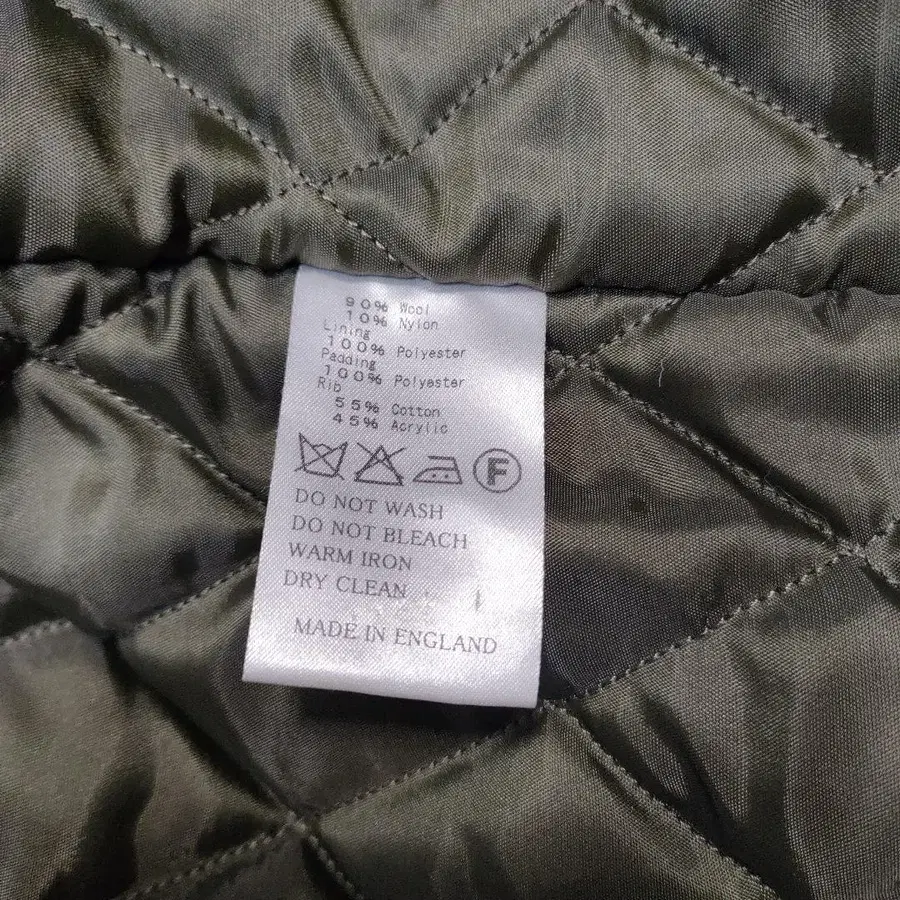 90% Wool
10% Nylon
Lining
100% Polyester
Padding
100% Polyester
Rib
55% Cotton
45% Acrylic
F
DO NOT WASH
DO NOT BLEACH
WARM IRON
DRY CLEAN
MADE IN ENGLAND